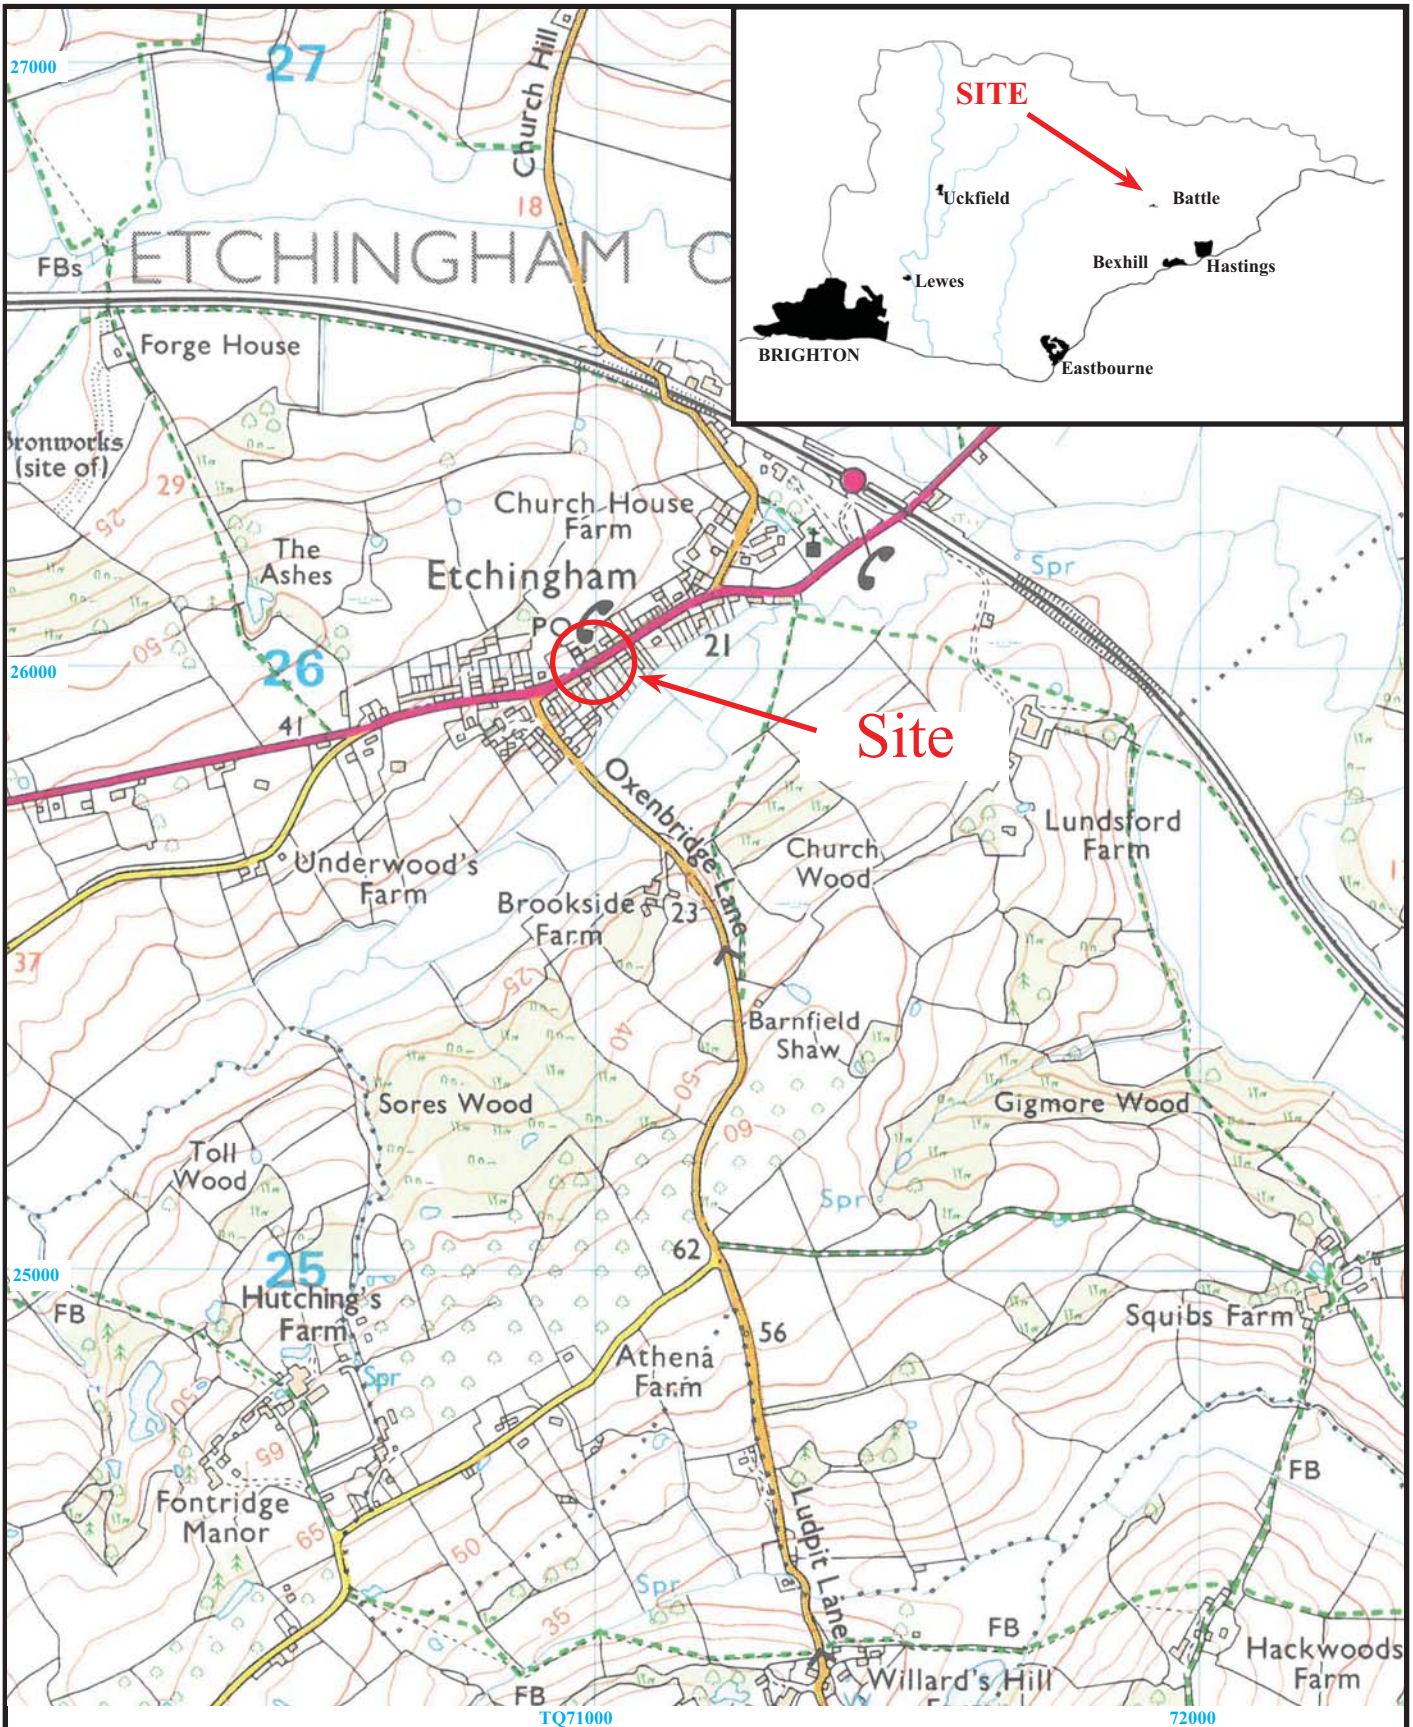 27000
27
Church Hill
18
ETCHINGHAM C
FBs
Forge House
Ironworks
(site of)
29
25
The
Ashes
50
Church House
Farm
Etchingham
PO
21
26000
26
41
Site
Spr
Oxenbridge Lane
Underwood's
Farm
37
Brookside
Farm
23
Church
Wood
Lundsford
Farm
1
25
40
50
60
Barnfield
Shaw
Sores Wood
Gigmore Wood
Toll
Wood
Spr
62
25000
25
FB
Hutching's
Farm
Spr
50
65
56
Athena
Farm
Squibs Farm
Fontridge
Manor
65
50
35
Spr
Ludpit Lane
FB
FB
FB
Willard's Hill
Hackwoods
Farm
TQ71000
72000
SITE
Uckfield
Battle
Bexhill
Hastings
Lewes
BRIGHTON
Eastbourne